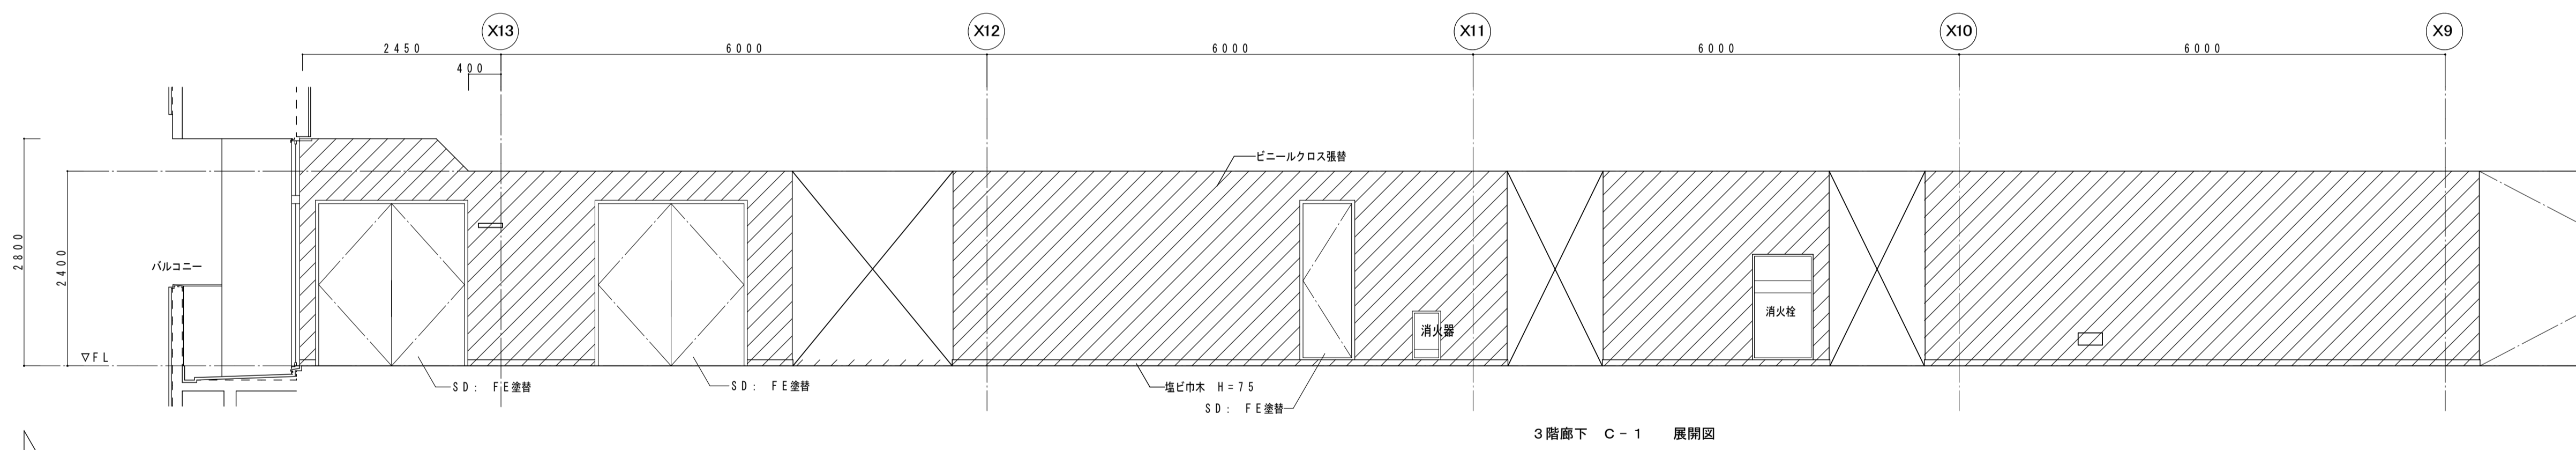 X13
X12
X11
X10
X9
2450
6000
6000
6000
6000
400
ビニールクロス張替
2800
2400
バルコニー
消火栓
消火器
▽FL
SD： FE塗替
SD： FE塗替
塩ビ巾木 H=75
SD： FE塗替
3階廊下 C-1 展開図